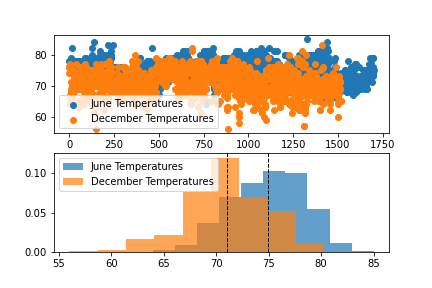 80
70
60
June Temperatures
December Temperatures
0 250 500 750 1000 1250 1500 1750
0.10
0.05
0.00
June Temperatures
December Temperatures
55 60 65 70 75 80 85